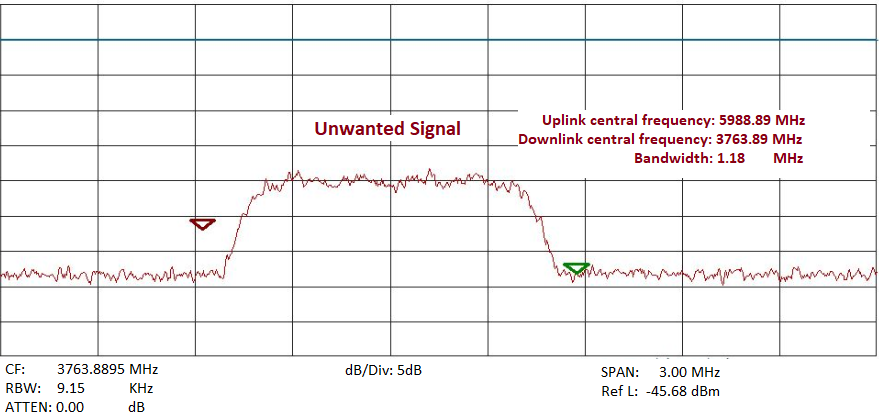 Unwanted Signal
Uplink central frequency: 5988.89 MHz
Downlink central frequency: 3763.89 MHz
Bandwidth: 1.18 MHz
CF: 3763.8895 MHz
RBW: 9.15 KHz
ATTEN: 0.00 dB
dB/Div: 5dB
SPAN: 3.00 MHz
Ref L: -45.68 dBm